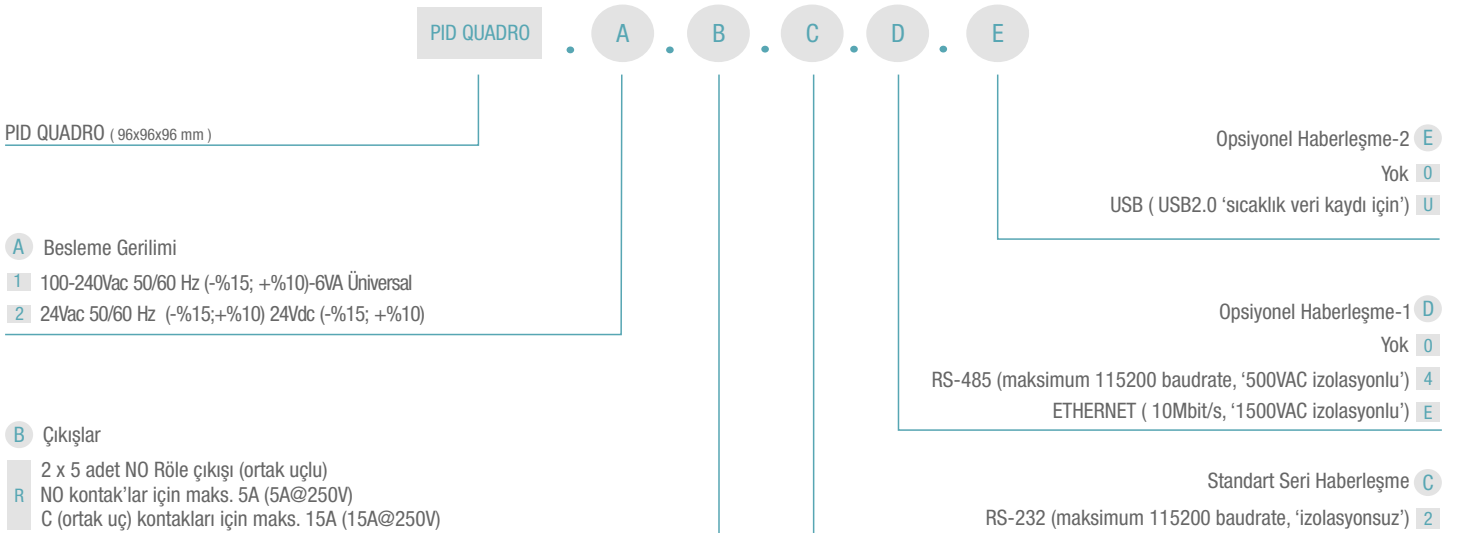 PID QUADRO . A . B . C . D . E
PID QUADRO ( 96x96x96 mm )
A Besleme Gerilimi
1 100-240Vac 50/60 Hz (-%15; +%10)-6VA Üniversal
2 24Vac 50/60 Hz (-%15;+%10) 24Vdc (-%15; +%10)
B Çıkışlar
2 x 5 adet NO Röle çıkışı (ortak uçlu)
R NO kontak’lar için maks. 5A (5A@250V)
C (ortak uç) kontakları için maks. 15A (15A@250V)
Opsiyonel Haberleşme-2 E
Yok 0
USB ( USB2.0 ‘sıcaklık veri kaydı için’) U
Opsiyonel Haberleşme-1 D
Yok 0
RS-485 (maksimum 115200 baudrate, ‘500VAC izolasyonlu’) 4
ETHERNET ( 10Mbit/s, ‘1500VAC izolasyonlu’) E
Standart Seri Haberleşme C
RS-232 (maksimum 115200 baudrate, ‘izolasyonsuz’) 2